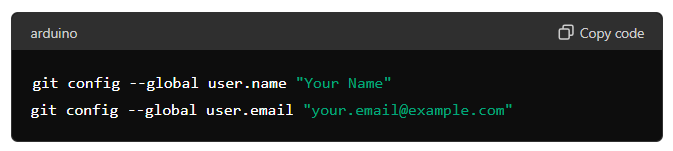 arduino
Copy code
git config --global user.name "Your Name"
git config --global user.email "your.email@example.com"